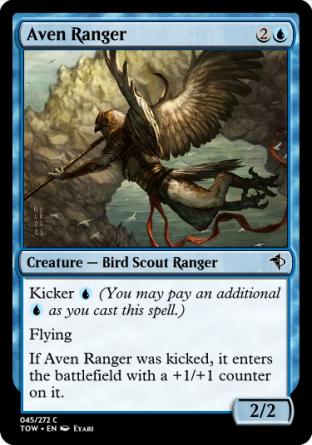 Aven Ranger 2
Creature — Bird Scout Ranger
Kicker (You may pay an additional
as you cast this spell.)
Flying
If Aven Ranger was kicked, it enters
the battlefield with a +1/+1 counter
on it.
2/2
045/272 C
TOW • EN Eyari